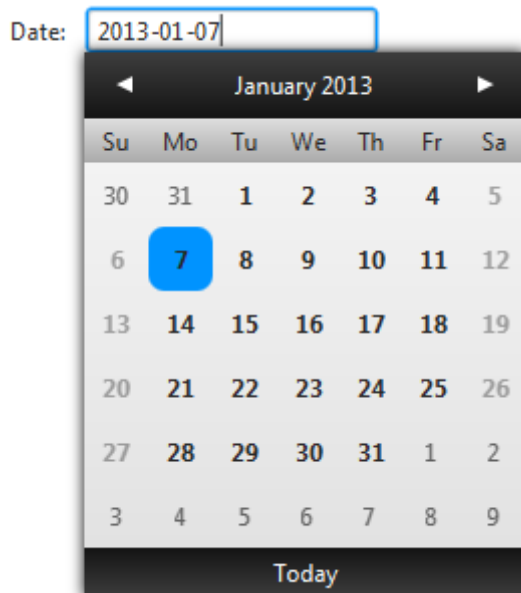 Date: 2013-01-07
◄ January 2013 ►
Su Mo Tu We Th Fr Sa
30 31 1 2 3 4 5
6 7 8 9 10 11 12
13 14 15 16 17 18 19
20 21 22 23 24 25 26
27 28 29 30 31 1 2
3 4 5 6 7 8 9
Today